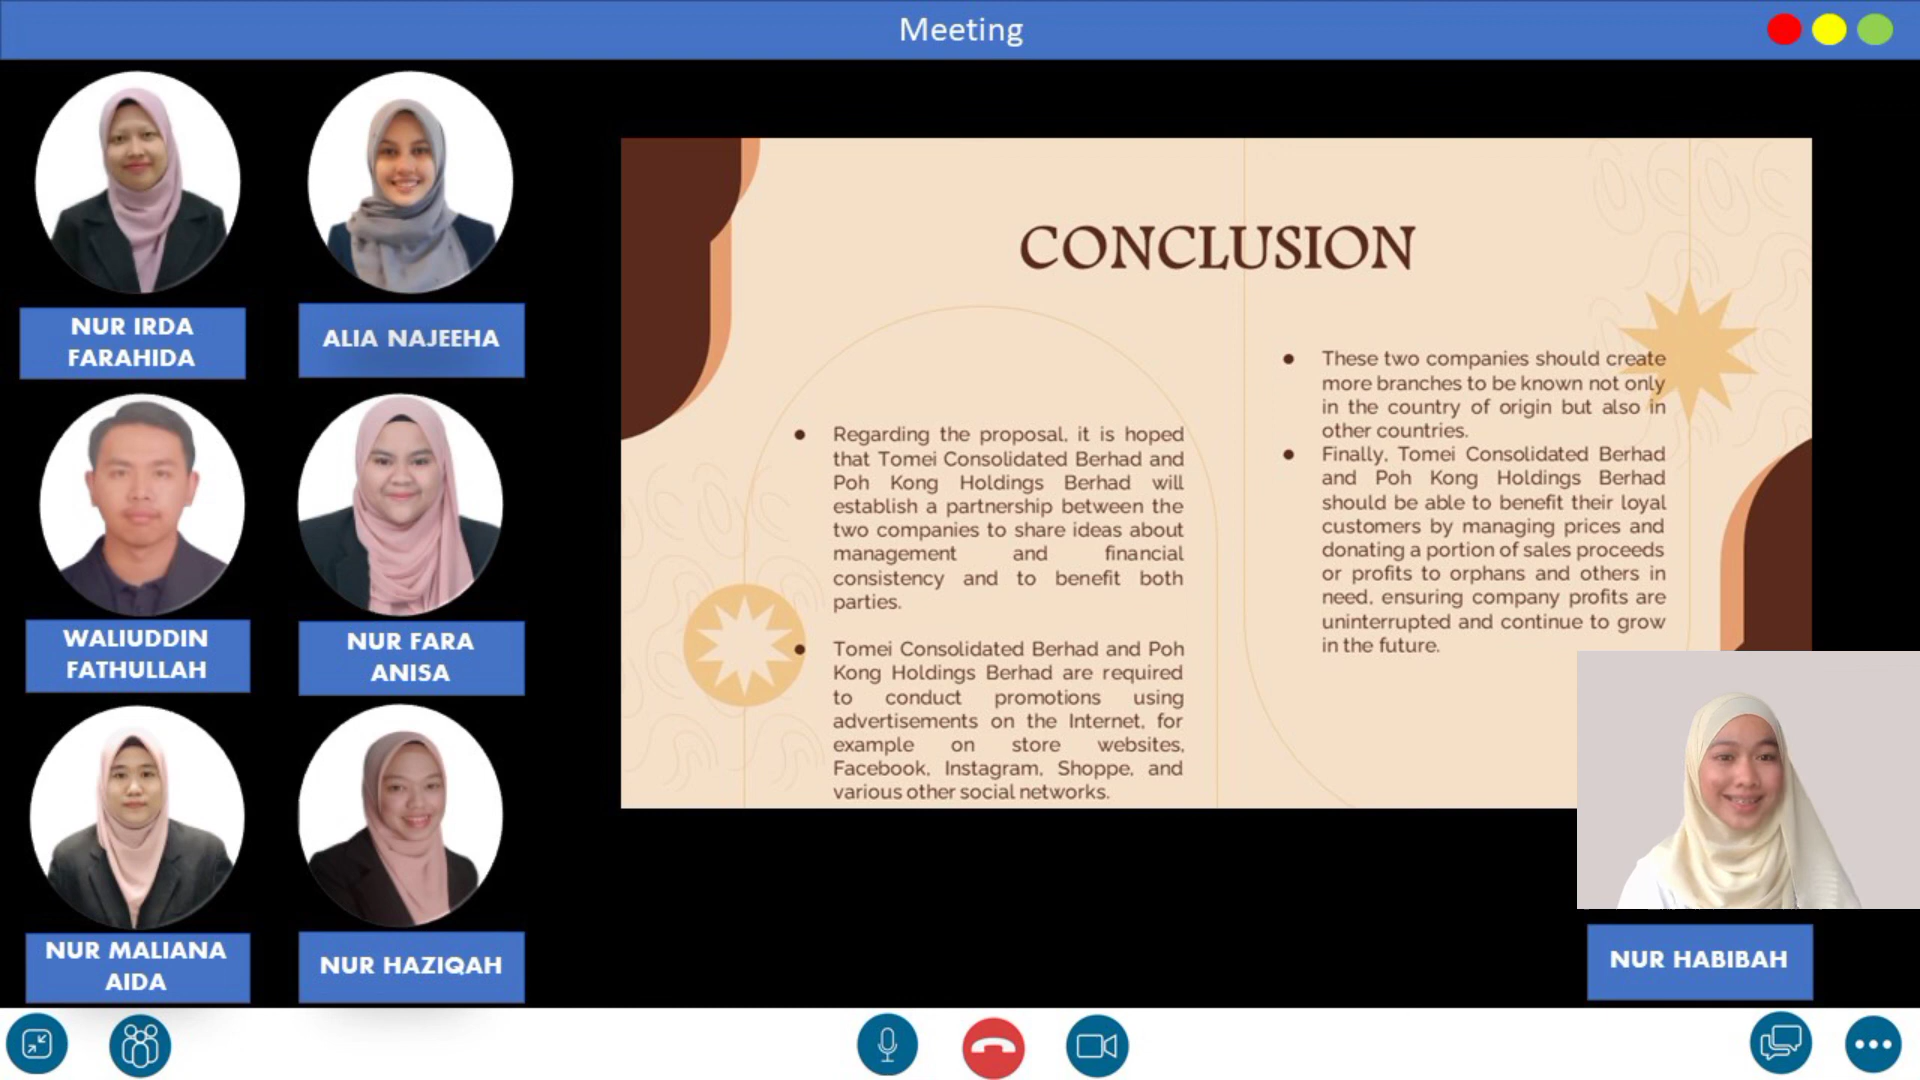 Meeting
NUR IRDA
FARAHIDA
ALIA NAJEEHA
WALIUDDIN
FATHULLAH
NUR FARA
ANISA
NUR MALIANA
AIDA
NUR HAZIQAH
CONCLUSION
Regarding the proposal, it is hoped
that Tomei Consolidated Berhad and
Poh Kong Holdings Berhad will
establish a partnership between the
two companies to share ideas about
management and financial
consistency and to benefit both
parties.
Tomei Consolidated Berhad and Poh
Kong Holdings Berhad are required
to conduct promotions using
advertisements on the Internet, for
example on store websites,
Facebook, Instagram, Shoppe, and
various other social networks.
These two companies should create
more branches to be known not only
in the country of origin but also in
other countries.
Finally, Tomei Consolidated Berhad
and Poh Kong Holdings Berhad
should be able to benefit their loyal
customers by managing prices and
donating a portion of sales proceeds
or profits to orphans and others in
need, ensuring company profits are
uninterrupted and continue to grow
in the future.
NUR HABIBAH